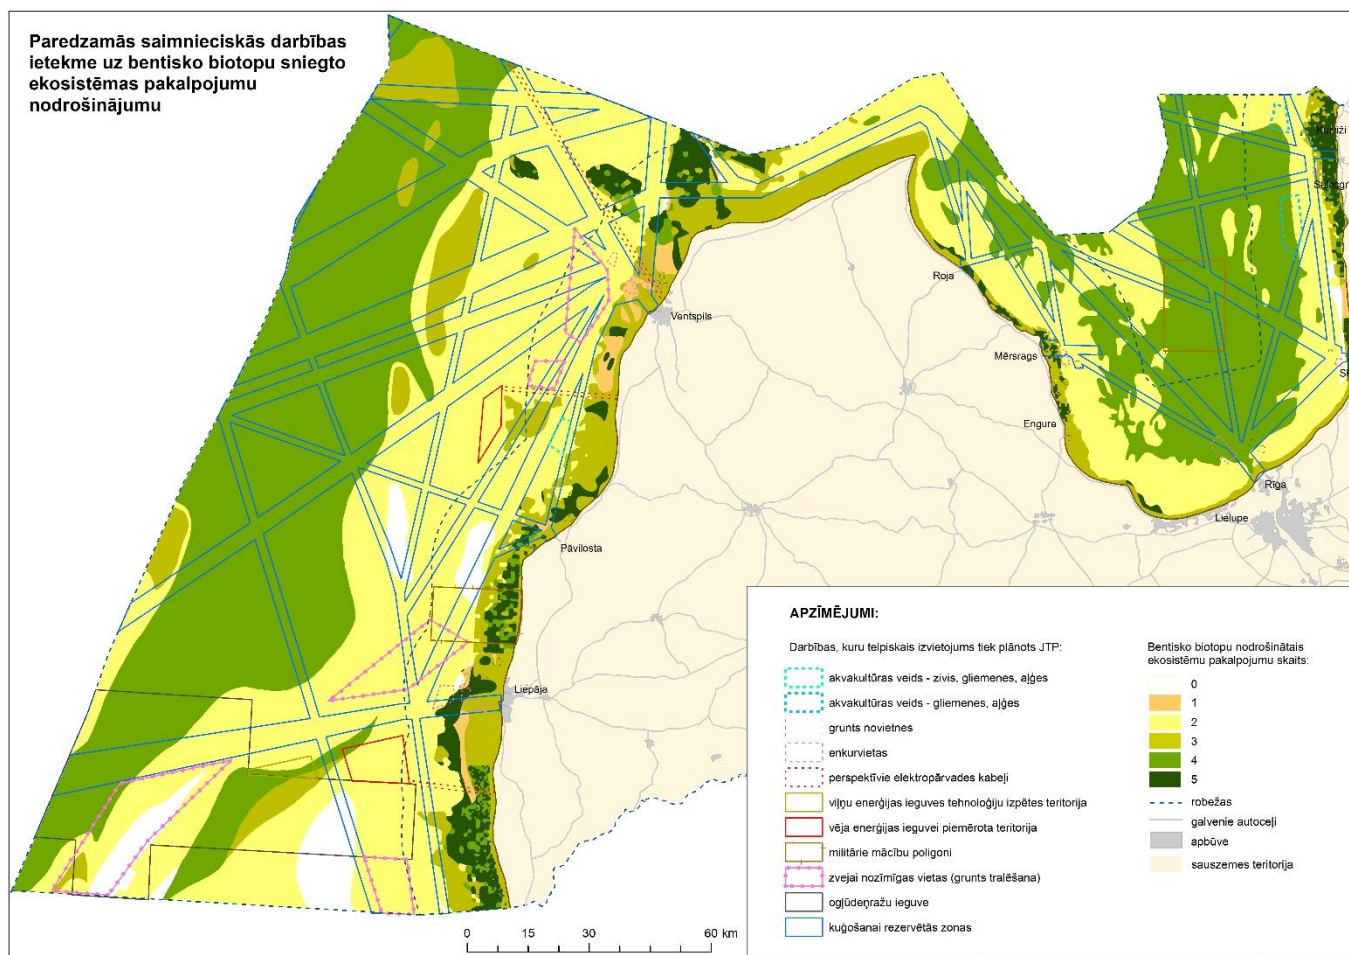 Paredzamās saimnieciskās darbības
ietekme uz bentisko biotopu sniegto
ekosistēmas pakalpojumu
nodrošinājumu
Roja
Ventspils
Mērsrags
Engure
Rīga
Lielupe
Pāvilosta
Liepāja
APZĪMĒJUMI:
Darbības, kuru telpiskais izvietojums tiek plānots JTP:
akvakultūras veids - zivis, gliemenes, aļģes
akvakultūras veids - gliemenes, aļģes
grunts novietnes
enkurvietas
perspektīvie elektropārvades kabeļi
viļņu enerģijas ieguves tehnoloģiju izpētes teritorija
vēja enerģijas ieguvei piemērota teritorija
militārie mācību poligoni
zvejai nozīmīgas vietas (grunts tralēšana)
ogļūdeņražu ieguve
kuģošanai rezervētās zonas
Bentisko biotopu nodrošinātais
ekosistēmu pakalpojumu skaits:
0
1
2
3
4
5
robežas
galvenie autoceļi
apbūve
sauszemes teritorija
0 15 30 60 km